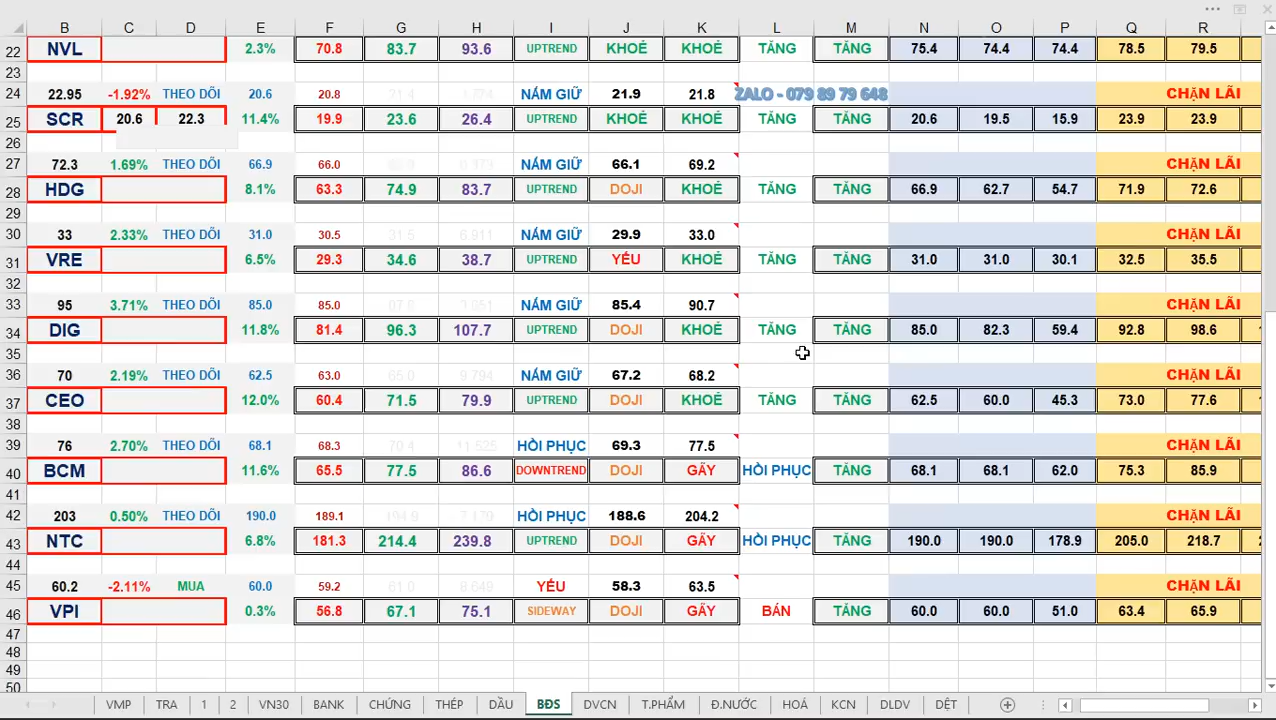 B C D E F G H I J K L M N O P Q R
22 NVL 2.3% 70.8 83.7 93.6 UPTREND KHOẺ KHOẺ TĂNG TĂNG 75.4 74.4 74.4 78.5 79.5
23
24 22.95 -1.92% THEO DÕI 20.6 20.8 NẮM GIỮ 21.9 21.8 ZALO - 079 89 79 648 CHẶN LÃI
25 SCR 20.6 22.3 11.4% 19.9 23.6 26.4 UPTREND KHOẺ KHOẺ TĂNG TĂNG 20.6 19.5 15.9 23.9 23.9
26
27 72.3 1.69% THEO DÕI 66.9 66.0 NẮM GIỮ 66.1 69.2 CHẶN LÃI
28 HDG 8.1% 63.3 74.9 83.7 UPTREND DOJI KHOẺ TĂNG TĂNG 66.9 62.7 54.7 71.9 72.6
29
30 33 2.33% THEO DÕI 31.0 30.5 31.5 6.911 NẮM GIỮ 29.9 33.0 CHẶN LÃI
31 VRE 6.5% 29.3 34.6 38.7 UPTREND YẾU KHOẺ TĂNG TĂNG 31.0 31.0 30.1 32.5 35.5
32
33 95 3.71% THEO DÕI 85.0 85.0 NẮM GIỮ 85.4 90.7 CHẶN LÃI
34 DIG 11.8% 81.4 96.3 107.7 UPTREND DOJI KHOẺ TĂNG TĂNG 85.0 82.3 59.4 92.8 98.6
35
36 70 2.19% THEO DÕI 62.5 63.0 65.0 9.794 NẮM GIỮ 67.2 68.2 CHẶN LÃI
37 CEO 12.0% 60.4 71.5 79.9 UPTREND DOJI KHOẺ TĂNG TĂNG 62.5 60.0 45.3 73.0 77.6
38
39 76 2.70% THEO DÕI 68.1 68.3 70.4 11.525 HỒI PHỤC 69.3 77.5 CHẶN LÃI
40 BCM 11.6% 65.5 77.5 86.6 DOWNTREND DOJI GÃY HỒI PHỤC TĂNG 68.1 68.1 62.0 75.3 85.9
41
42 203 0.50% THEO DÕI 190.0 189.1 194.9 7.179 HỒI PHỤC 188.6 204.2 CHẶN LÃI
43 NTC 6.8% 181.3 214.4 239.8 UPTREND DOJI GÃY HỒI PHỤC TĂNG 190.0 190.0 178.9 205.0 218.7
44
45 60.2 -2.11% MUA 60.0 59.2 61.0 8.649 YẾU 58.3 63.5 CHẶN LÃI
46 VPI 0.3% 56.8 67.1 75.1 SIDEWAY DOJI GÃY BÁN TĂNG 60.0 60.0 51.0 63.4 65.9
47
48
49
50
VMP TRA 1 2 VN30 BANK CHỨNG THÉP DẦU BĐS DVCN T.PHẨM Đ.NƯỚC HOÁ KCN DLDV DỆT